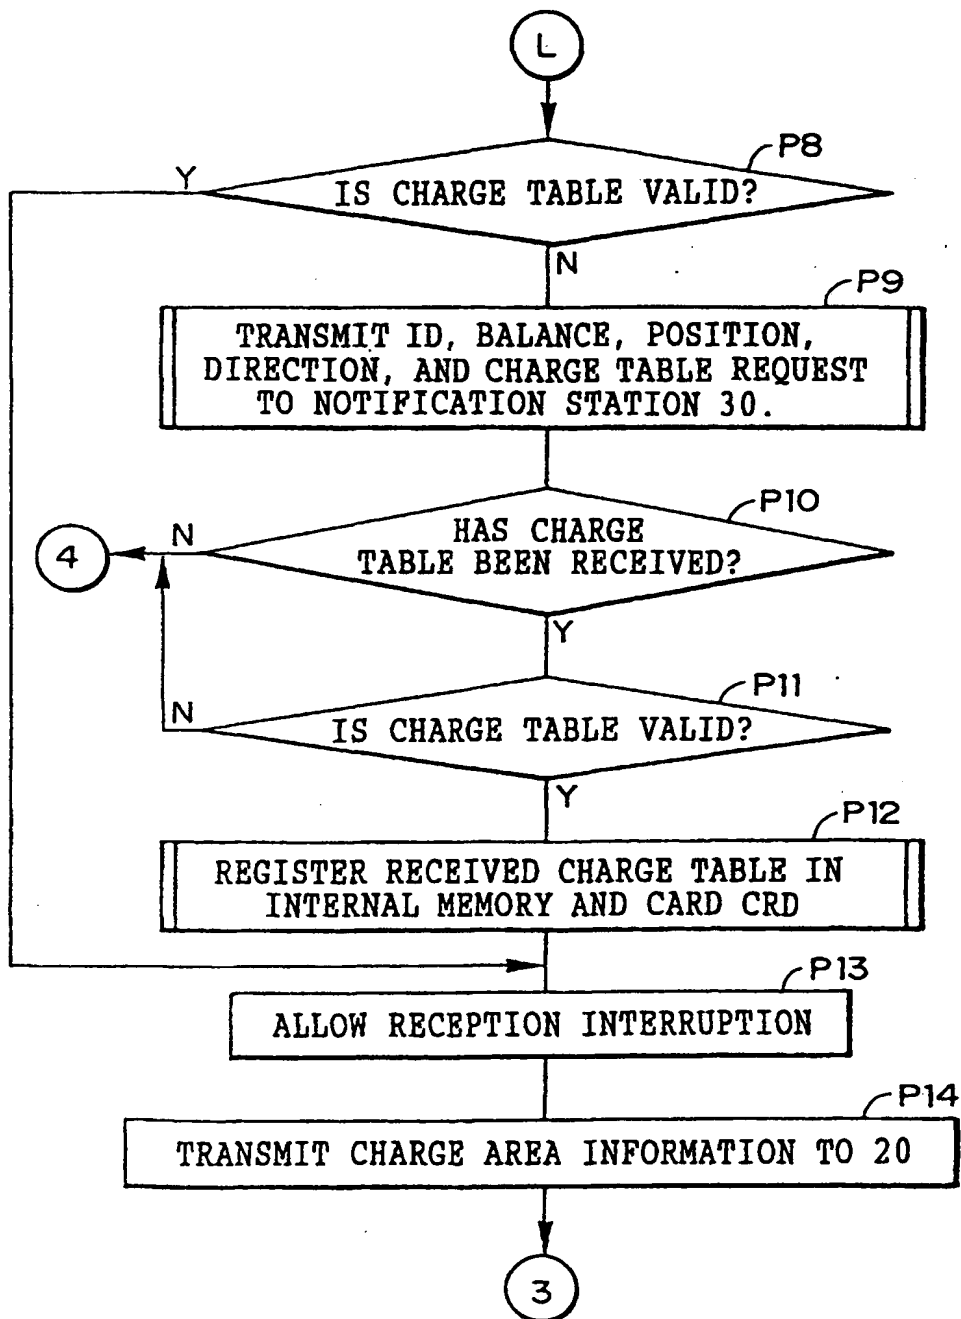 L
P8
Y
IS CHARGE TABLE VALID?
N
P9
TRANSMIT ID, BALANCE, POSITION,
DIRECTION, AND CHARGE TABLE REQUEST
TO NOTIFICATION STATION 30.
P10
N
HAS CHARGE
4
TABLE BEEN RECEIVED?
Y
P11
N
IS CHARGE TABLE VALID?
Y
P12
REGISTER RECEIVED CHARGE TABLE IN
INTERNAL MEMORY AND CARD CRD
P13
ALLOW RECEPTION INTERRUPTION
P14
TRANSMIT CHARGE AREA INFORMATION TO 20
3